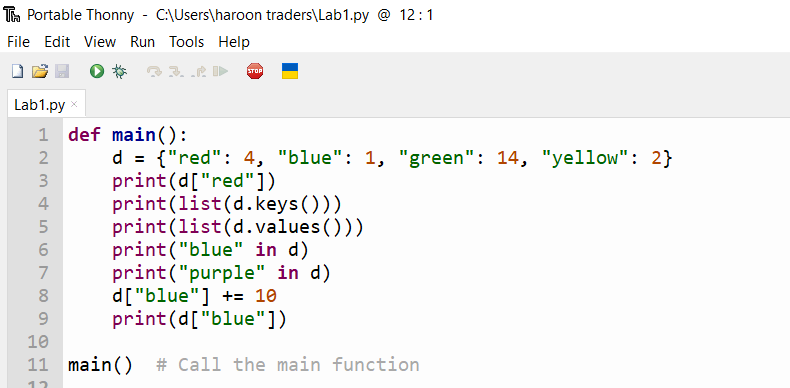 Th Portable Thonny - C:\Users\haroon traders\Lab1.py @ 12 : 1
File Edit View Run Tools Help
STOP
Lab1.py ×
1 def main():
2     d = {"red": 4, "blue": 1, "green": 14, "yellow": 2}
3     print(d["red"])
4     print(list(d.keys()))
5     print(list(d.values()))
6     print("blue" in d)
7     print("purple" in d)
8     d["blue"] += 10
9     print(d["blue"])
10
11 main()  # Call the main function
12